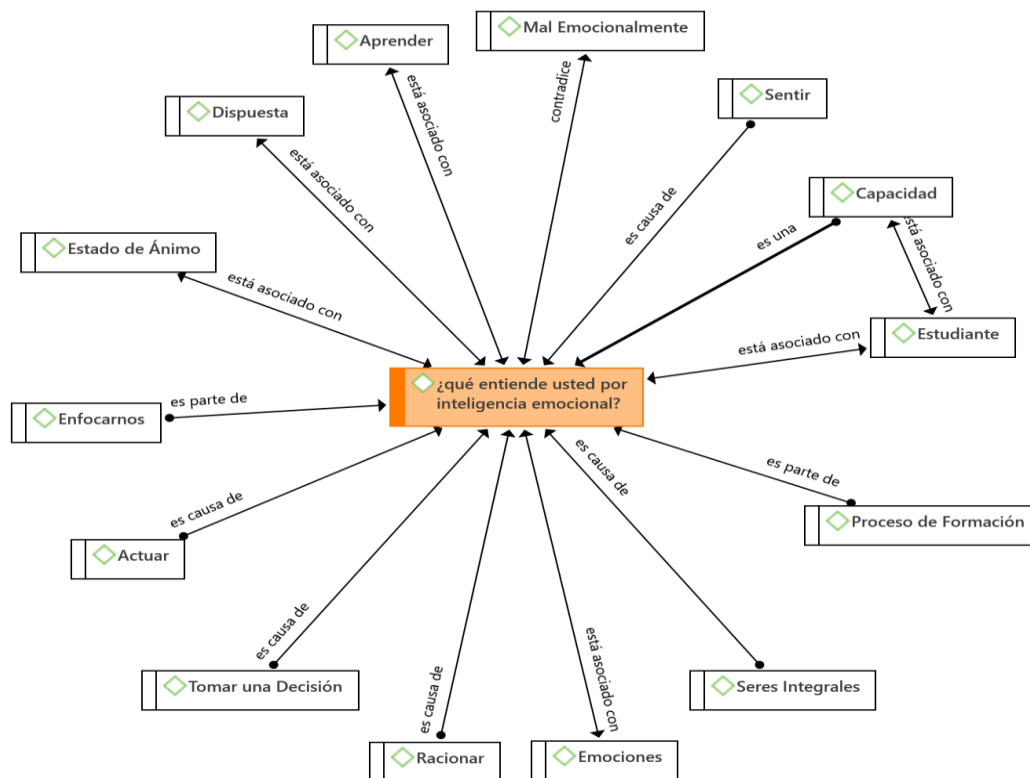 Mal Emocionalmente
Aprender
está asociado con
contradice
Sentir
Dispuesta
está asociado con
es causa de
Capacidad
es una
está asociado con
Estado de Ánimo
está asociado con
Estudiante
está asociado con
¿qué entiende usted por
inteligencia emocional?
Enfocarnos
es parte de
es causa de
es parte de
Proceso de Formación
Actuar
es causa de
es causa de
Tomar una Decisión
es causa de
está asociado con
Seres Integrales
Racionar
Emociones